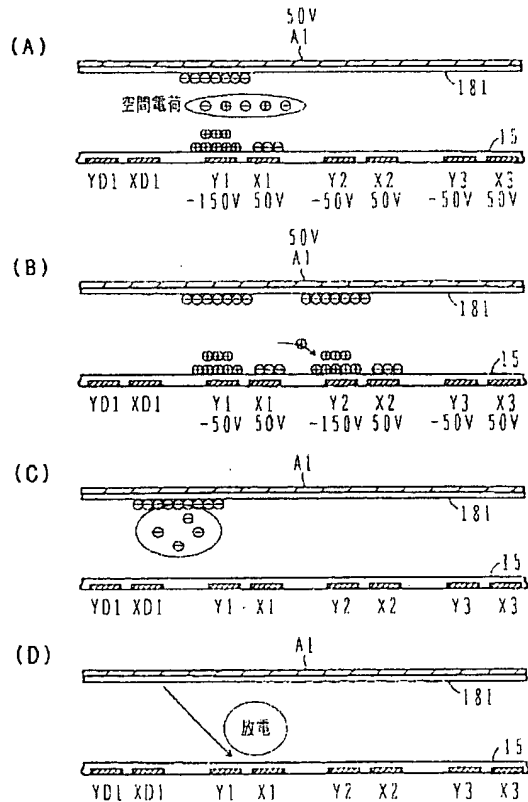 (A)
50V
A1
181
空間電荷 ⊖ ⊕ ⊖ ⊕ ⊖
15
YD1 XD1 Y1 X1 Y2 X2 Y3 X3
-150V 50V -50V 50V -50V 50V
(B)
50V
A1
181
15
YD1 XD1 Y1 X1 Y2 X2 Y3 X3
-50V 50V -150V 50V -50V 50V
(C)
A1
181
15
YD1 XD1 Y1 X1 Y2 X2 Y3 X3
(D)
A1
181
放電
15
YD1 XD1 Y1 X1 Y2 X2 Y3 X3